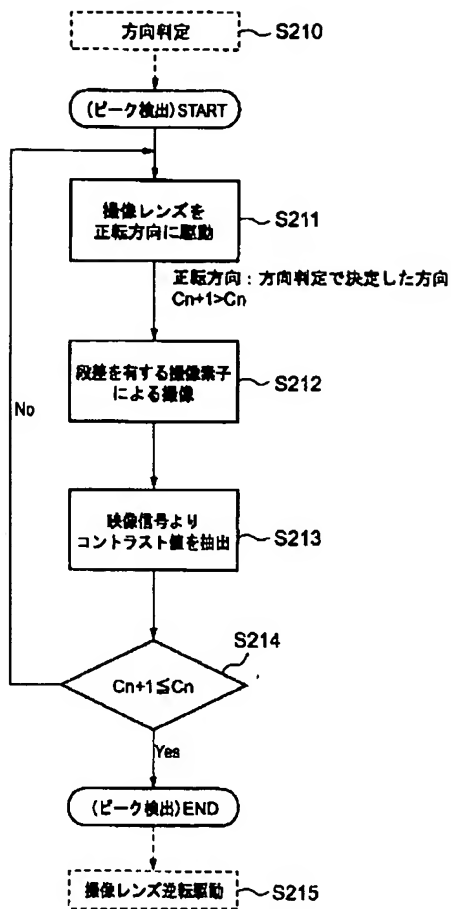 方向判定
S210
(ピーク検出)START
撮像レンズを
正転方向に駆動
S211
正転方向：方向判定で決定した方向
Cn+1>Cn
段差を有する撮像素子
による撮像
S212
No
映像信号より
コントラスト値を抽出
S213
S214
Cn+1≦Cn
Yes
(ピーク検出)END
撮像レンズ逆転駆動
S215